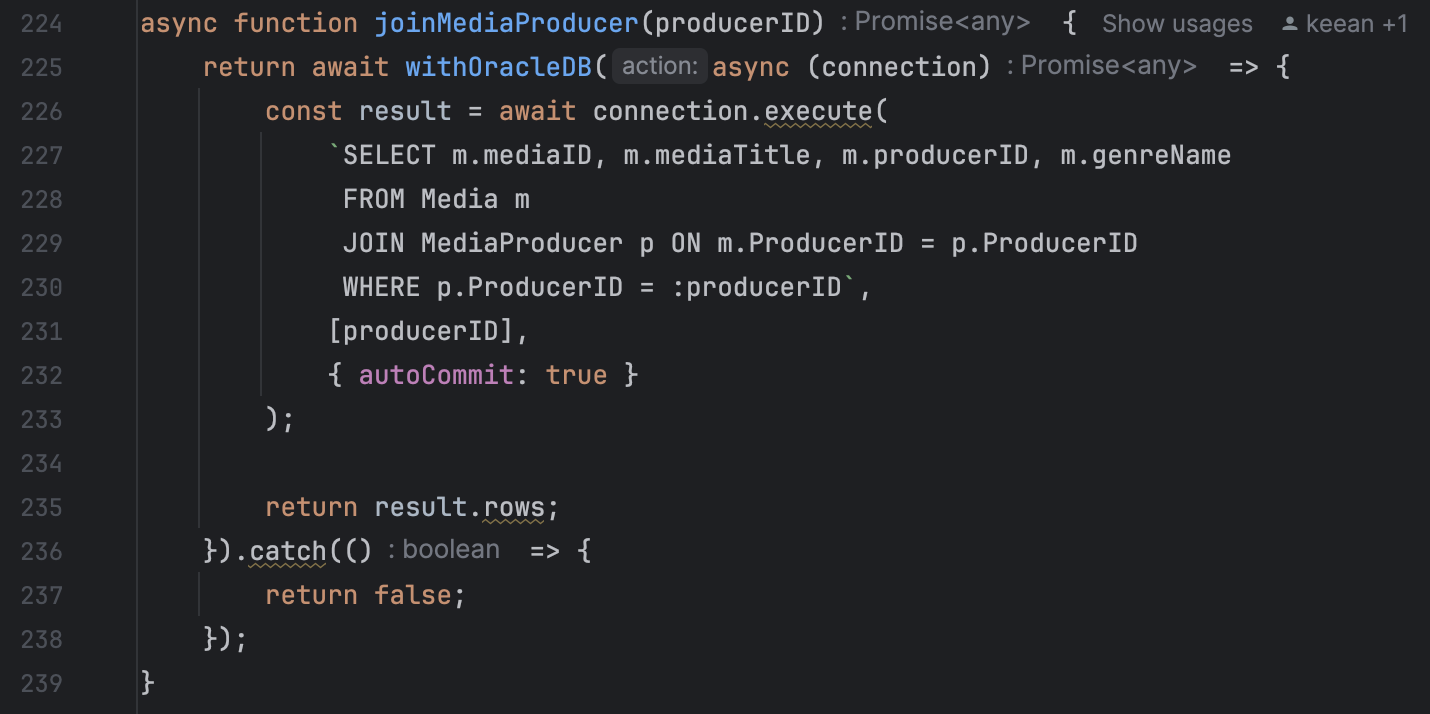 224 async function joinMediaProducer(producerID) : Promise<any> { Show usages keean +1
225 return await withOracleDB( action: async (connection) : Promise<any> => {
226 const result = await connection.execute(
227 `SELECT m.mediaID, m.mediaTitle, m.producerID, m.genreName
228 FROM Media m
229 JOIN MediaProducer p ON m.ProducerID = p.ProducerID
230 WHERE p.ProducerID = :producerID`,
231 [producerID],
232 { autoCommit: true }
233 );
234
235 return result.rows;
236 }).catch(() : boolean => {
237 return false;
238 });
239 }